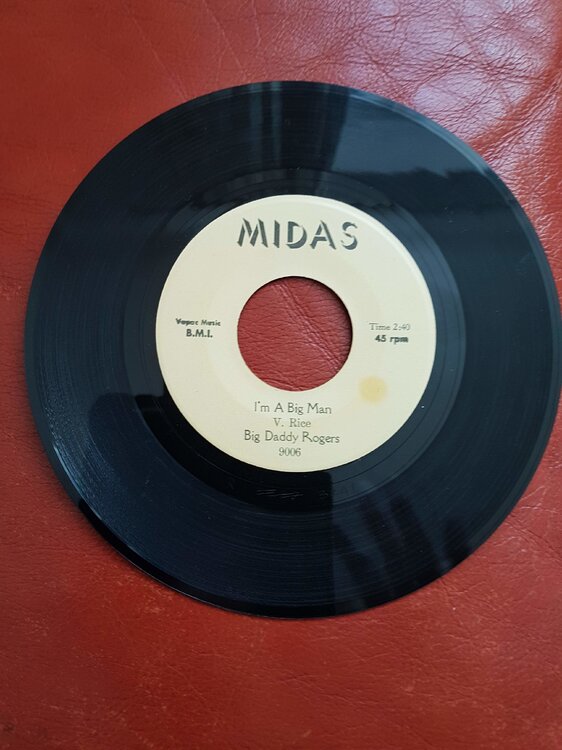 MIDAS
Vapac Music
B.M.I.
Time 2:40
45 rpm
I'm A Big Man
V. Rice
Big Daddy Rogers
9006